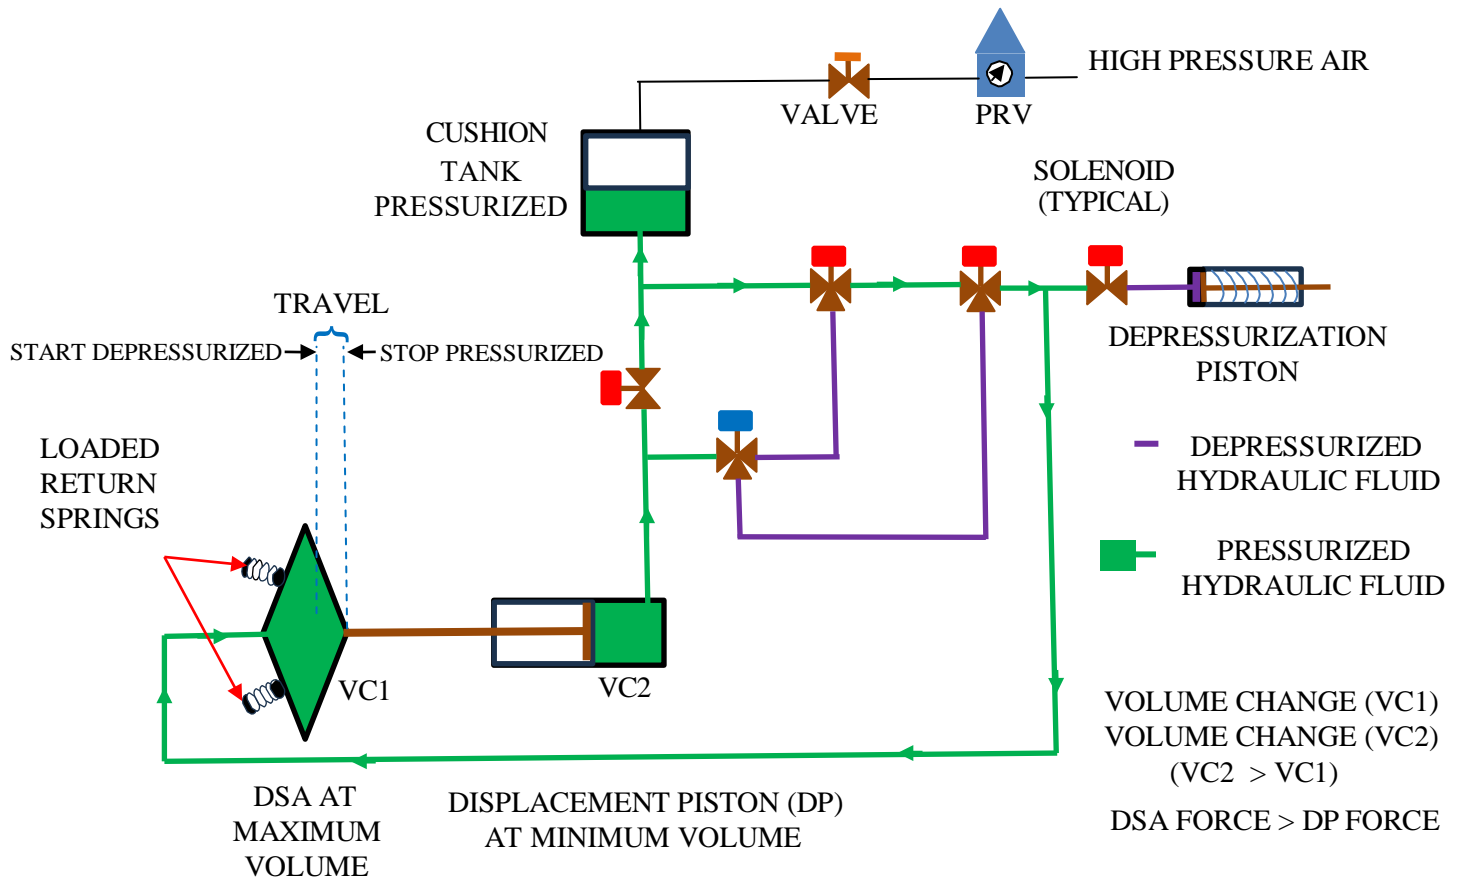 HIGH PRESSURE AIR
VALVE
PRV
CUSHION
TANK
PRESSURIZED
SOLENOID
(TYPICAL)
TRAVEL
START DEPRESSURIZED
STOP PRESSURIZED
DEPRESSURIZATION
PISTON
LOADED
RETURN
SPRINGS
DEPRESSURIZED
HYDRAULIC FLUID
PRESSURIZED
HYDRAULIC FLUID
VC1
VC2
VOLUME CHANGE (VC1)
VOLUME CHANGE (VC2)
(VC2 > VC1)
DSA FORCE > DP FORCE
DSA AT
MAXIMUM
VOLUME
DISPLACEMENT PISTON (DP)
AT MINIMUM VOLUME